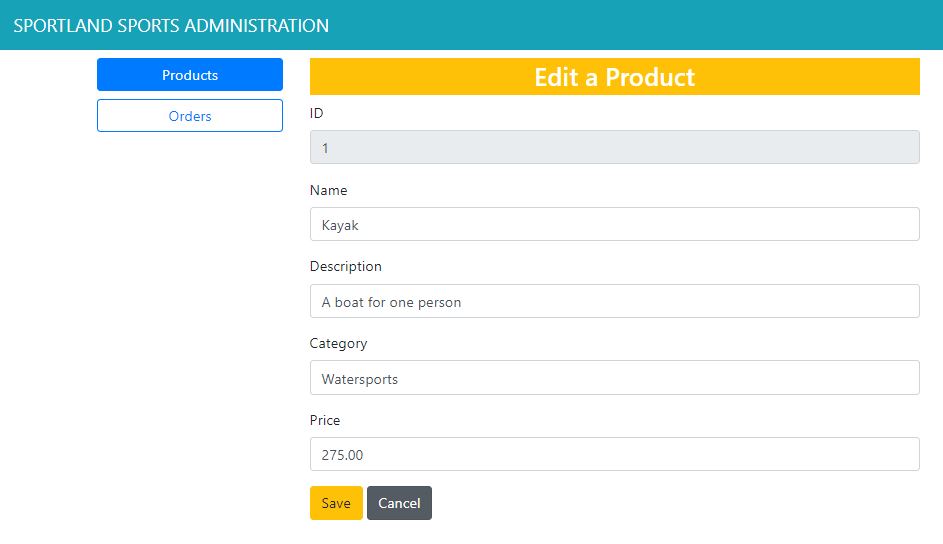 SPORTLAND SPORTS ADMINISTRATION
Products
Orders
Edit a Product
ID
1
Name
Kayak
Description
A boat for one person
Category
Watersports
Price
275.00
Save Cancel